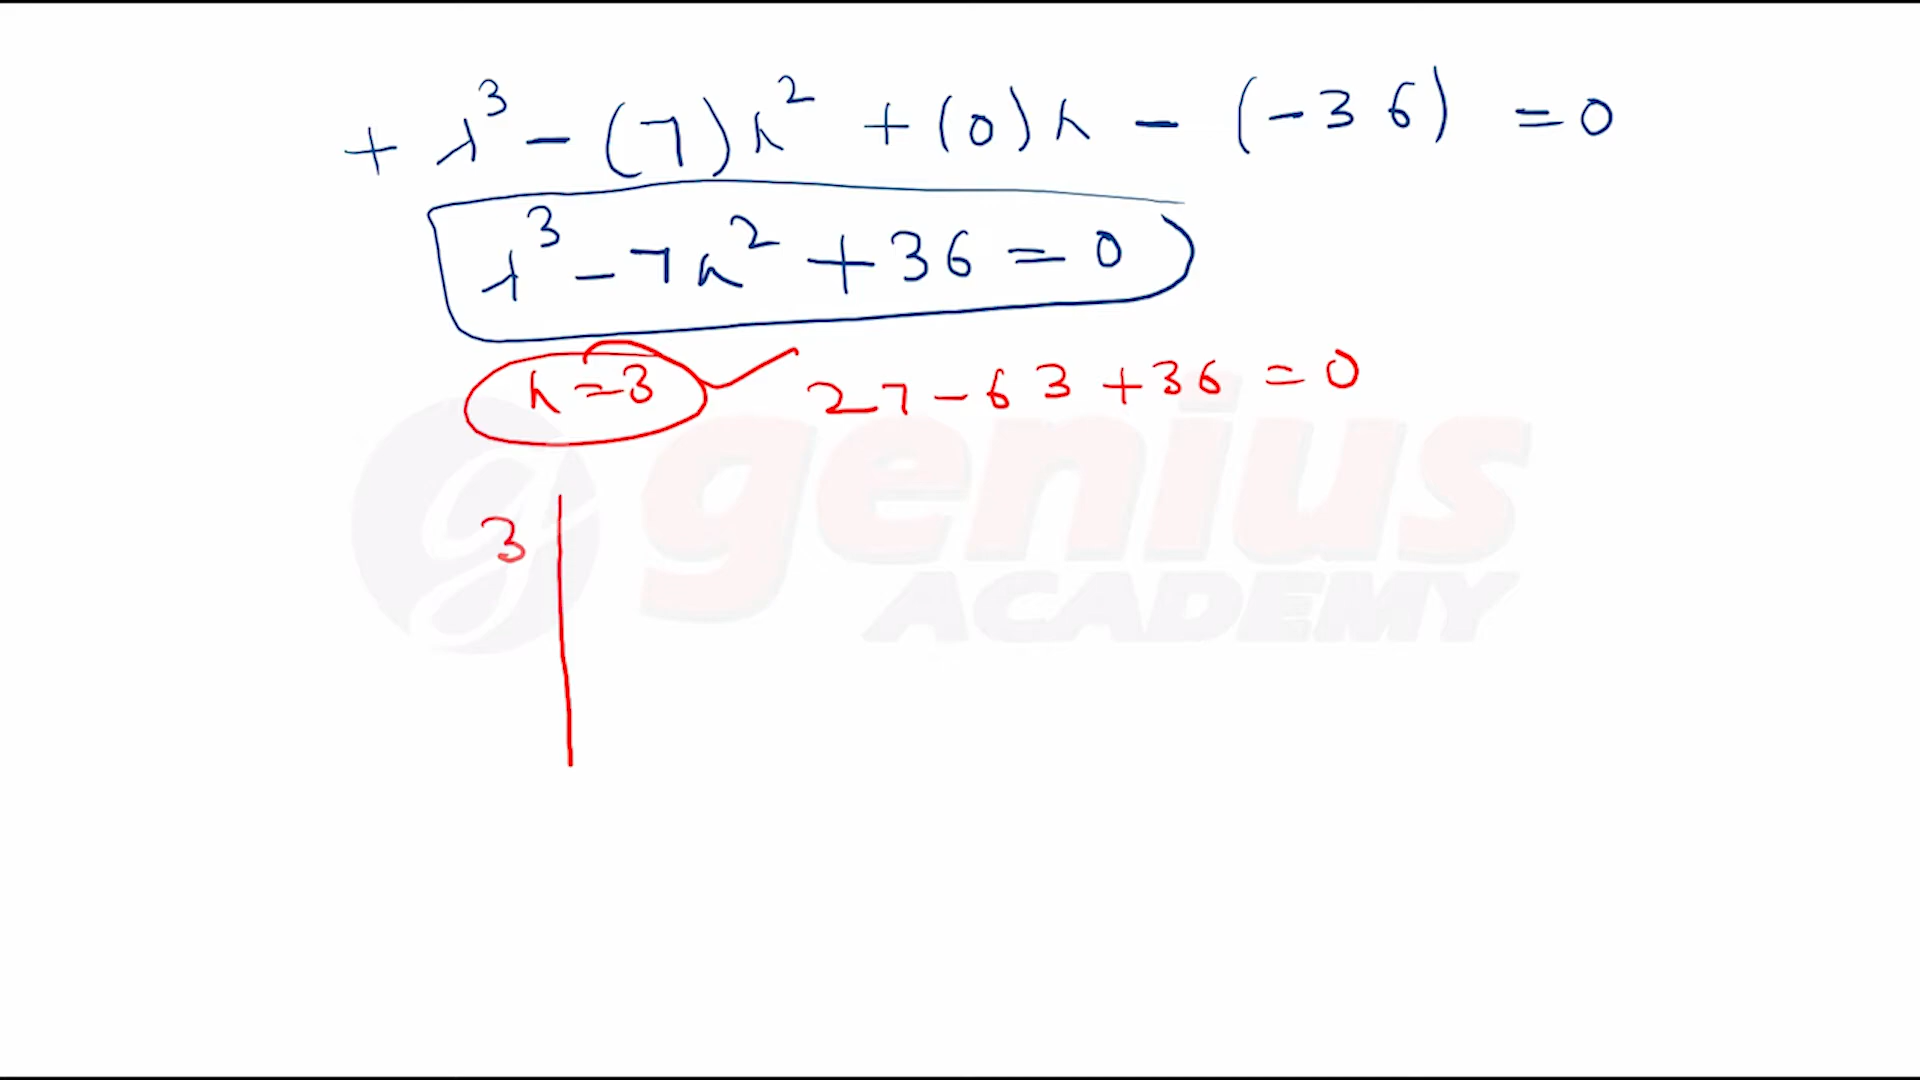 + λ³ - (7)λ² + (0)λ - (-36) = 0
λ³ - 7λ² + 36 = 0
λ = 3 27 - 63 + 36 = 0
3
genius
ACADEMY